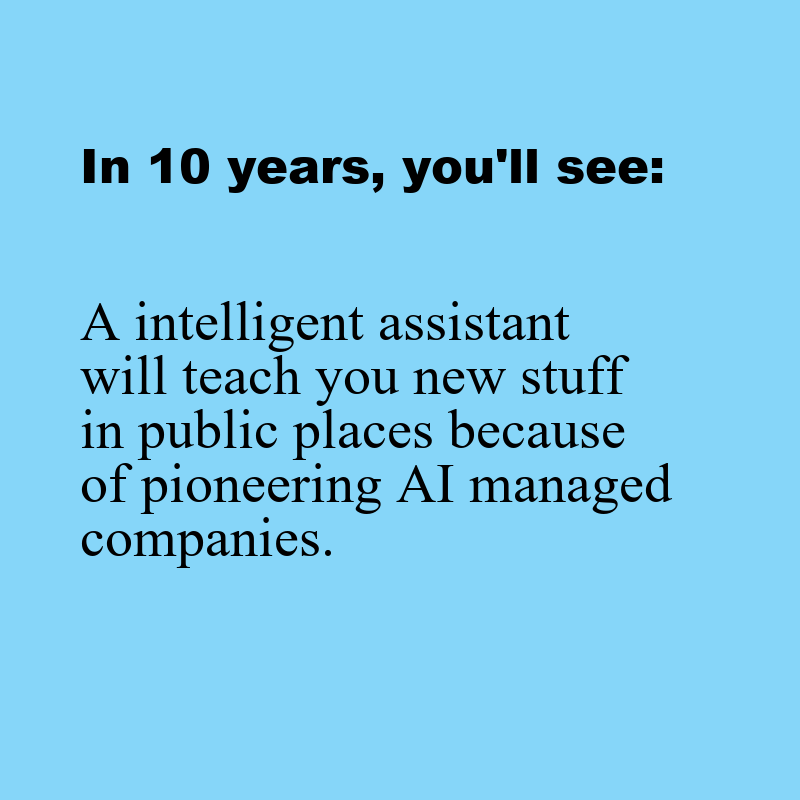 In 10 years, you'll see:
A intelligent assistant
will teach you new stuff
in public places because
of pioneering AI managed
companies.